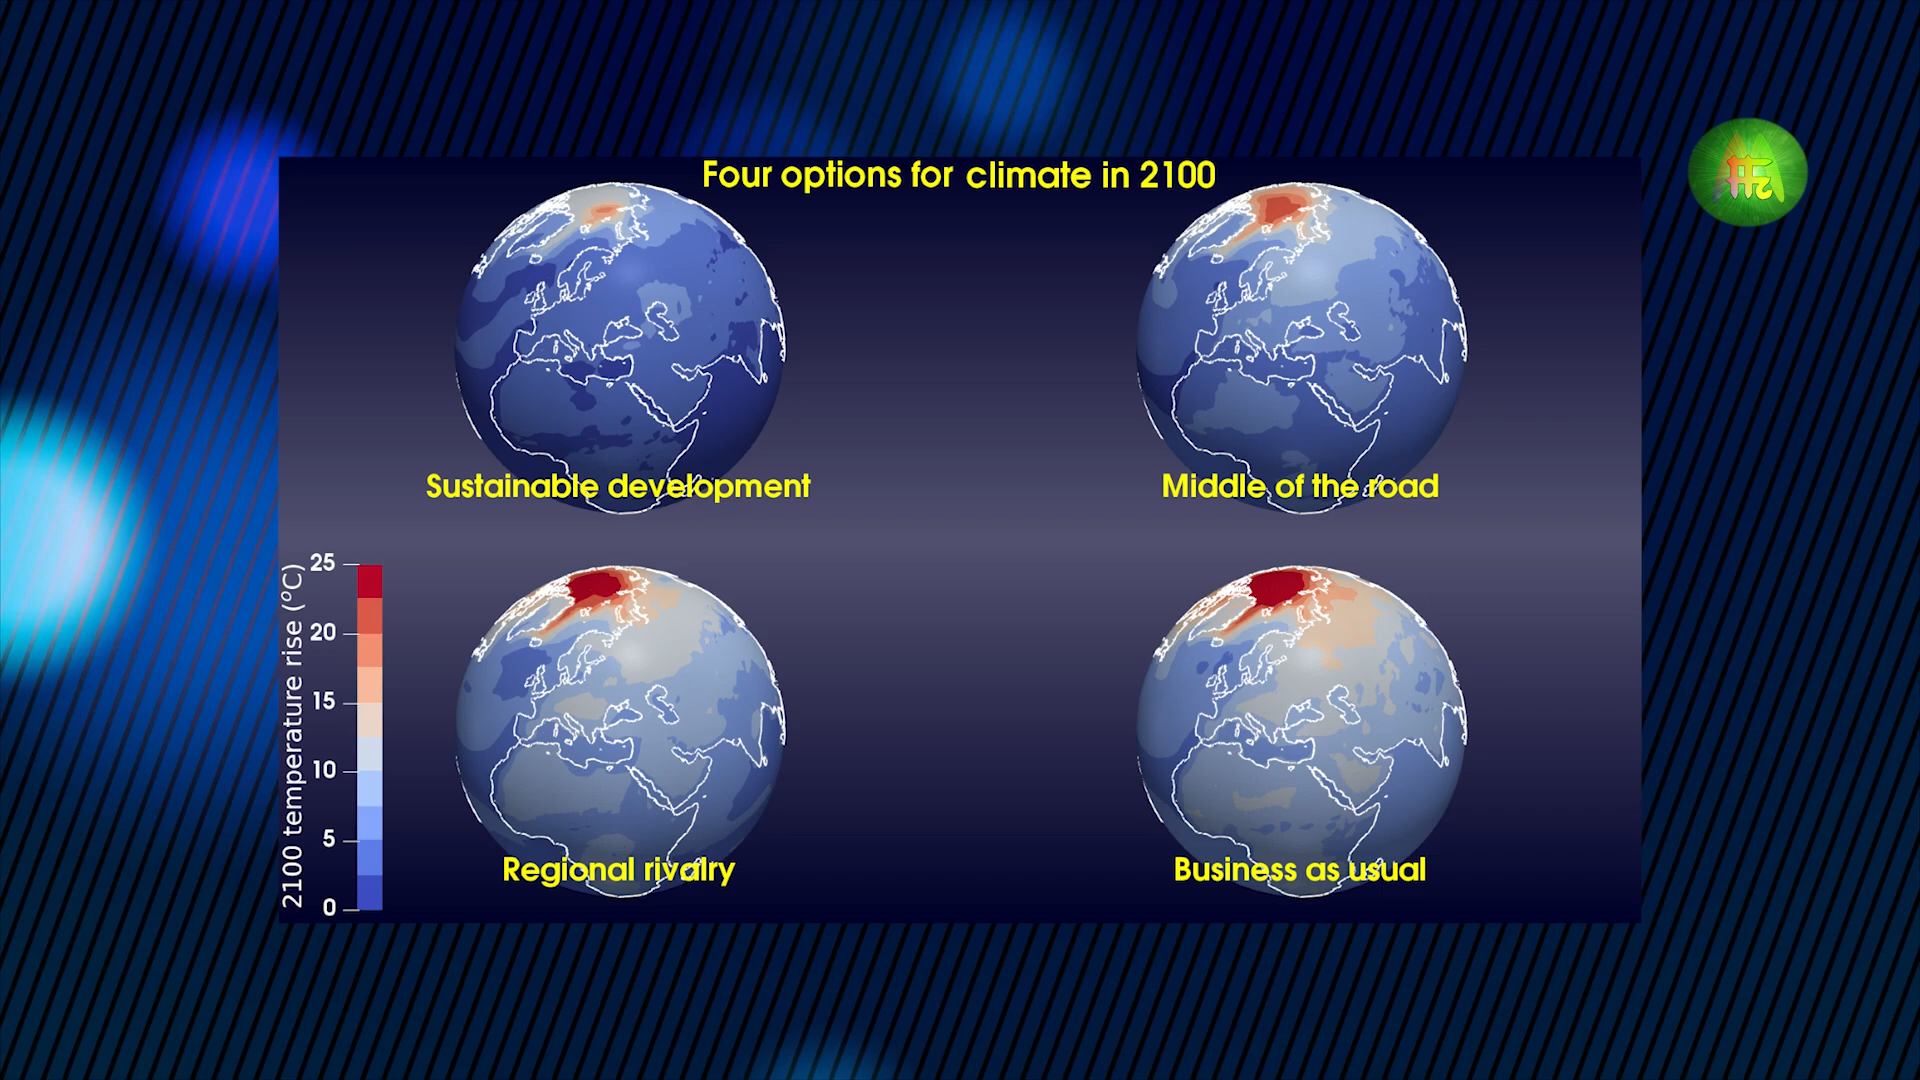 Four options for climate in 2100
Sustainable development
Middle of the road
2100 temperature rise (°C)
25
20
15
10
5
0
Regional rivalry
Business as usual